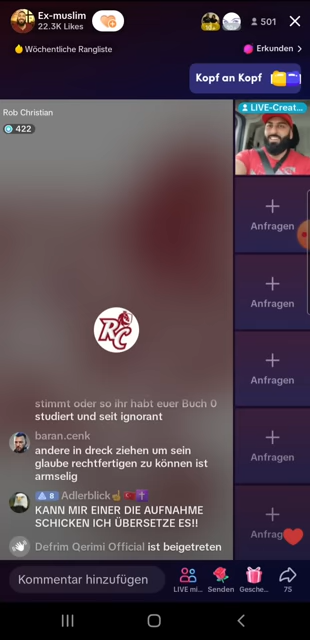 Ex-muslim
22.3K Likes
501
Wöchentliche Rangliste
Erkunden
Kopf an Kopf
Rob Christian
422
LIVE-Creat...
RC
Anfragen
Anfragen
Anfragen
Anfragen
Anfrag
stimmt oder so ihr habt euer Buch 0
studiert und seit ignorant
baran.cenk
andere in dreck ziehen um sein
glaube rechtfertigen zu können ist
armselig
8 Adlerblick
KANN MIR EINER DIE AUFNAHME
SCHICKEN ICH ÜBERSETZE ES!!
Defrim Qerimi Official ist beigetreten
Kommentar hinzufügen
LIVE mi...
Senden
Gesche...
75